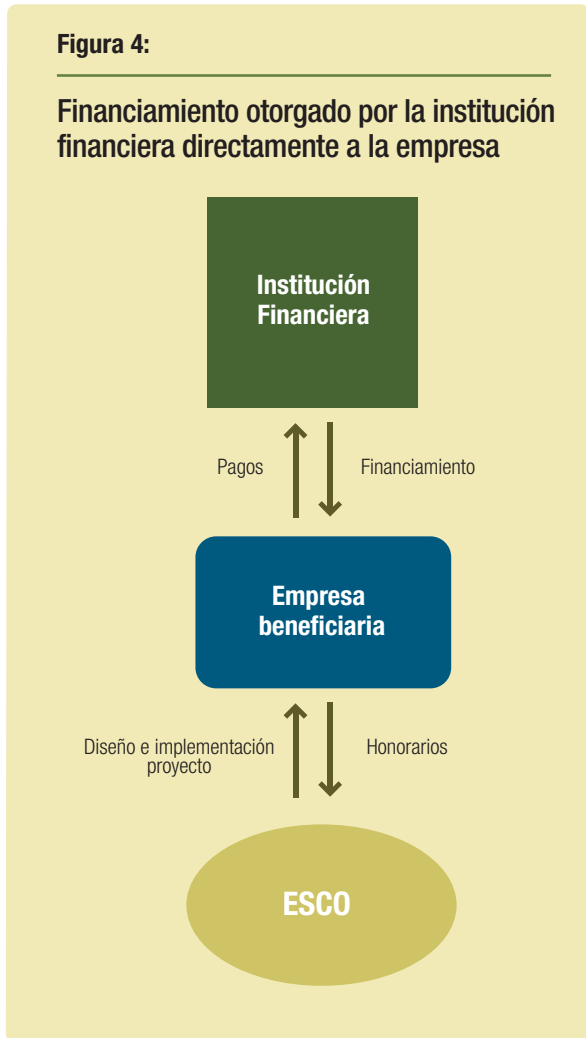 Figura 4:
Financiamiento otorgado por la institución
financiera directamente a la empresa
Institución
Financiera
Pagos
Financiamiento
Empresa
beneficiaria
Diseño e implementación
proyecto
Honorarios
ESCO